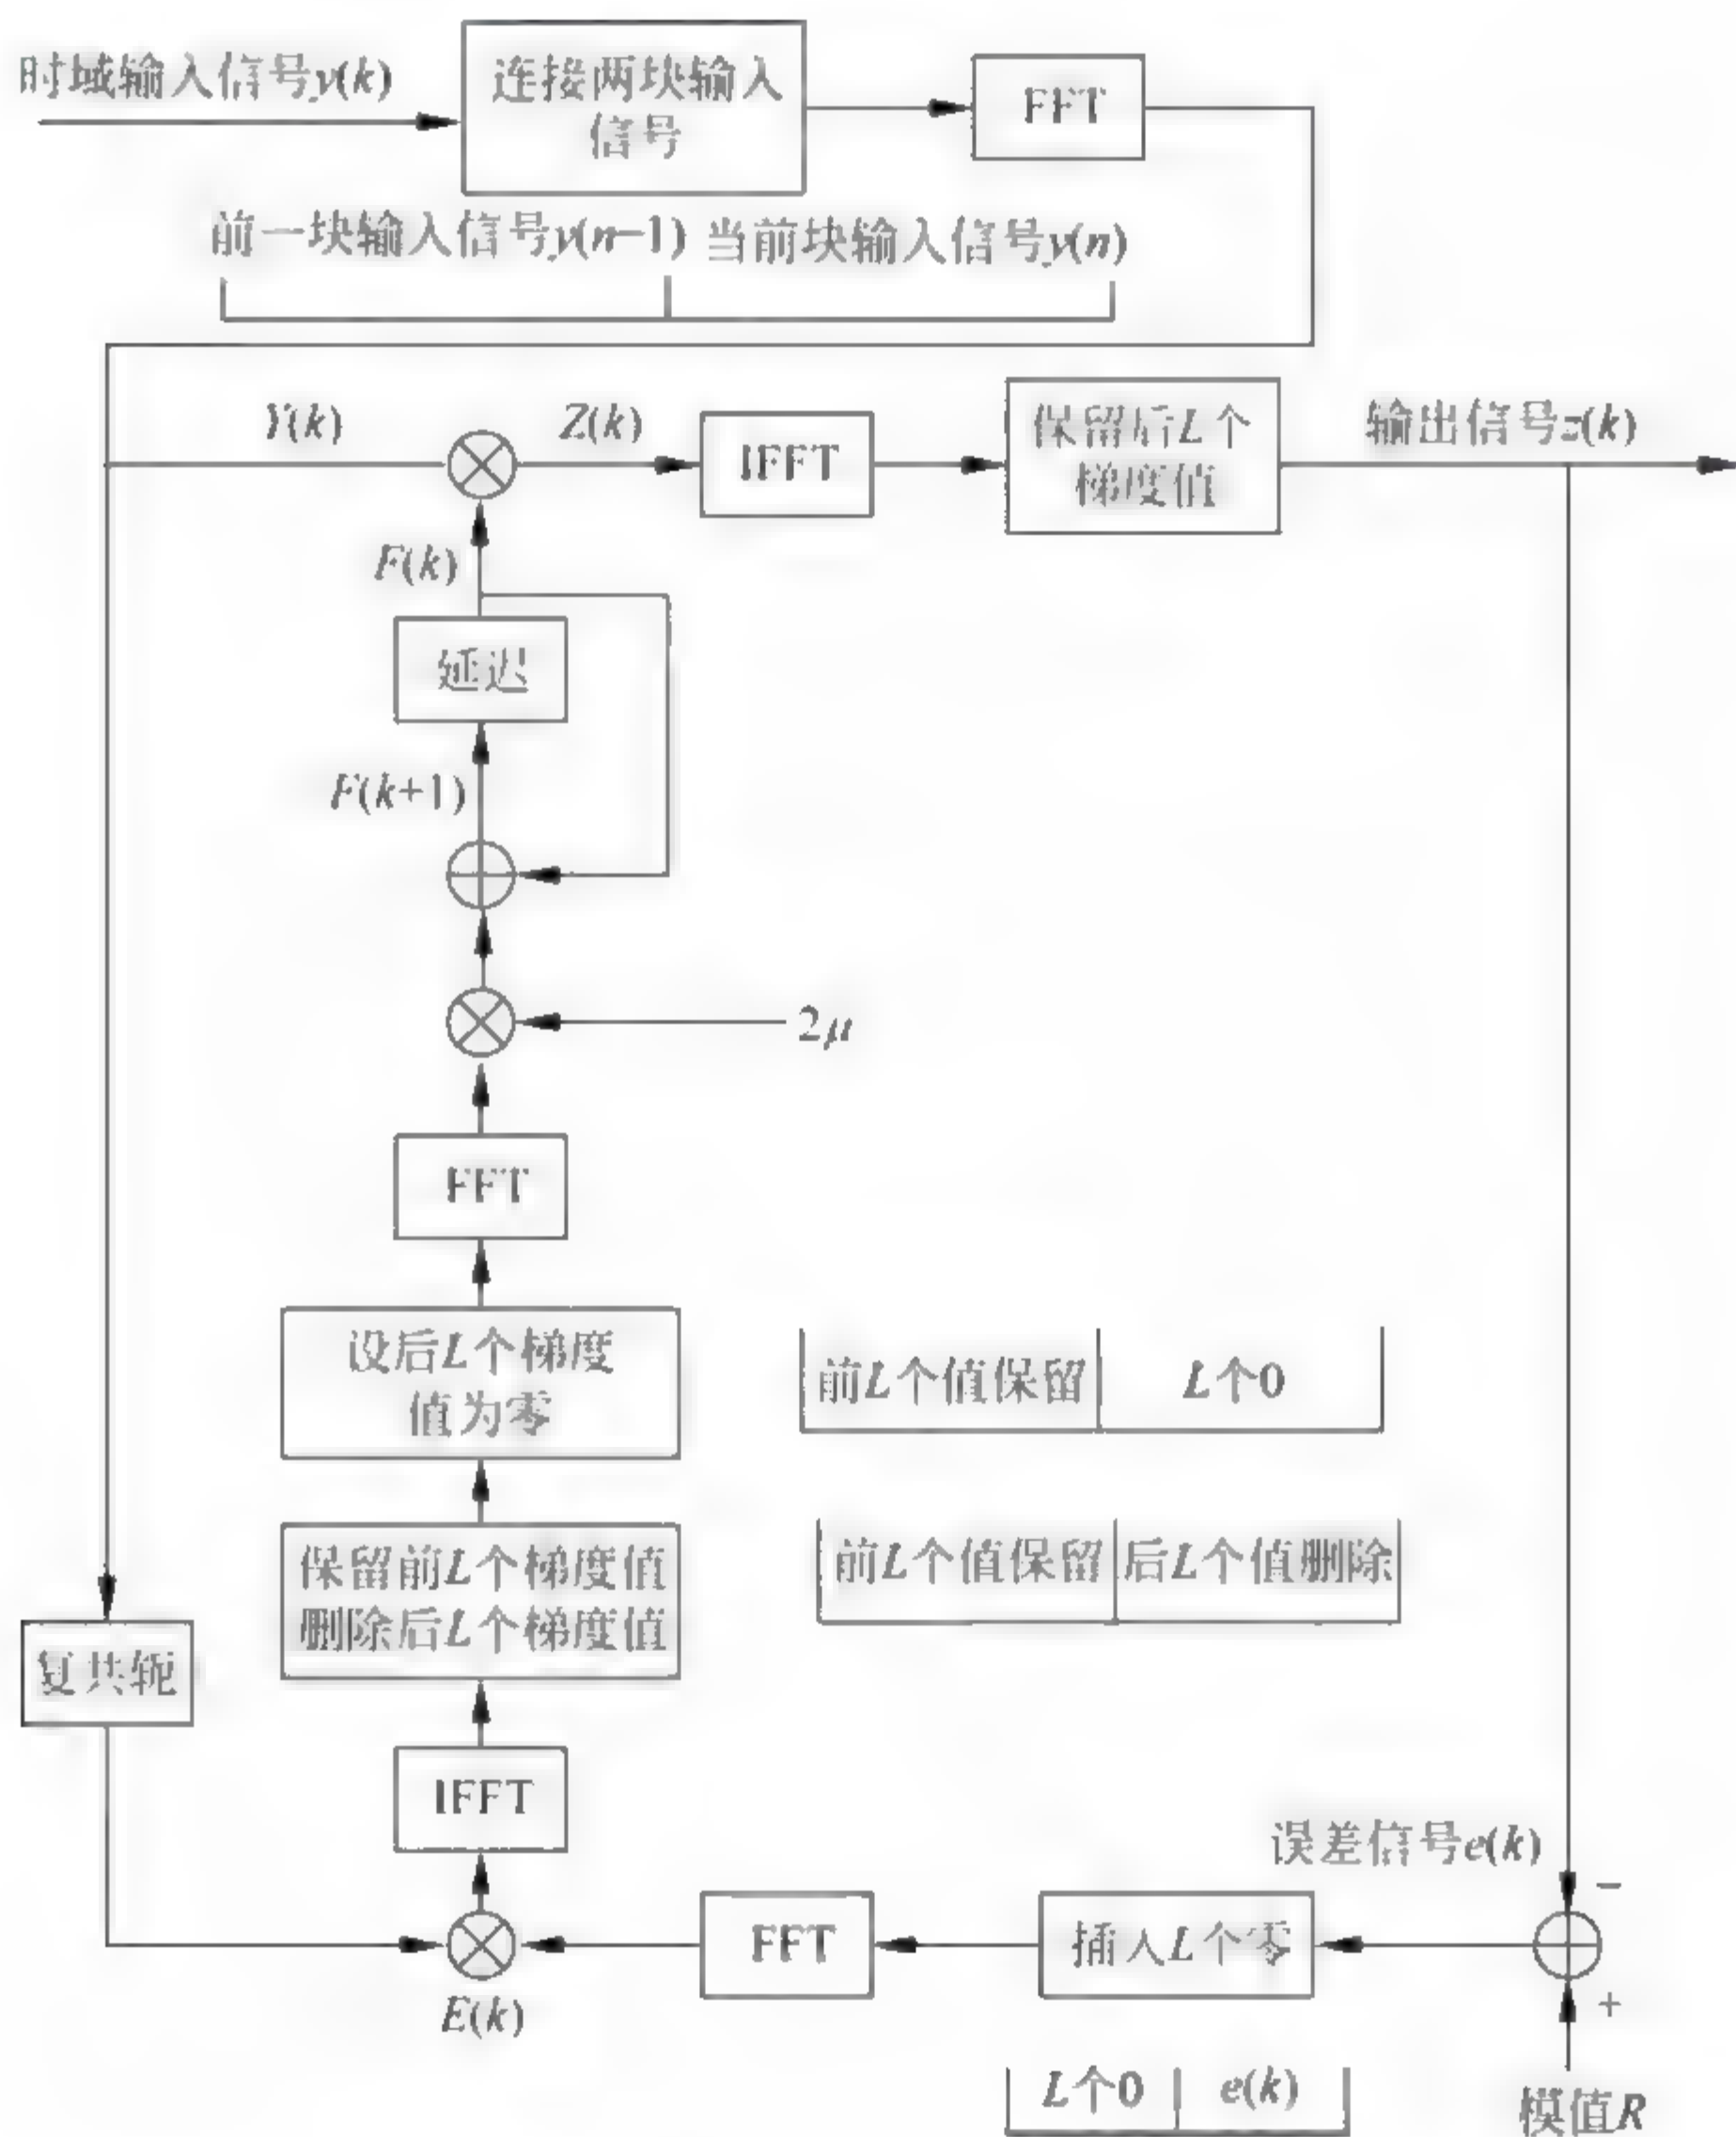 时域输入信号y(k)
连接两块输入
信号
FFT
前一块输入信号y(n-1)
当前块输入信号y(n)
Y(k)
Z(k)
IFFT
保留后L个
梯度值
输出信号z(k)
F(k)
延迟
F(k+1)
2μ
FFT
设后L个梯度
值为零
前L个值保留
L个0
保留前L个梯度值
删除后L个梯度值
前L个值保留
后L个值删除
复共轭
IFFT
误差信号e(k)
−
E(k)
FFT
插入L个零
+
L个0
e(k)
模值R